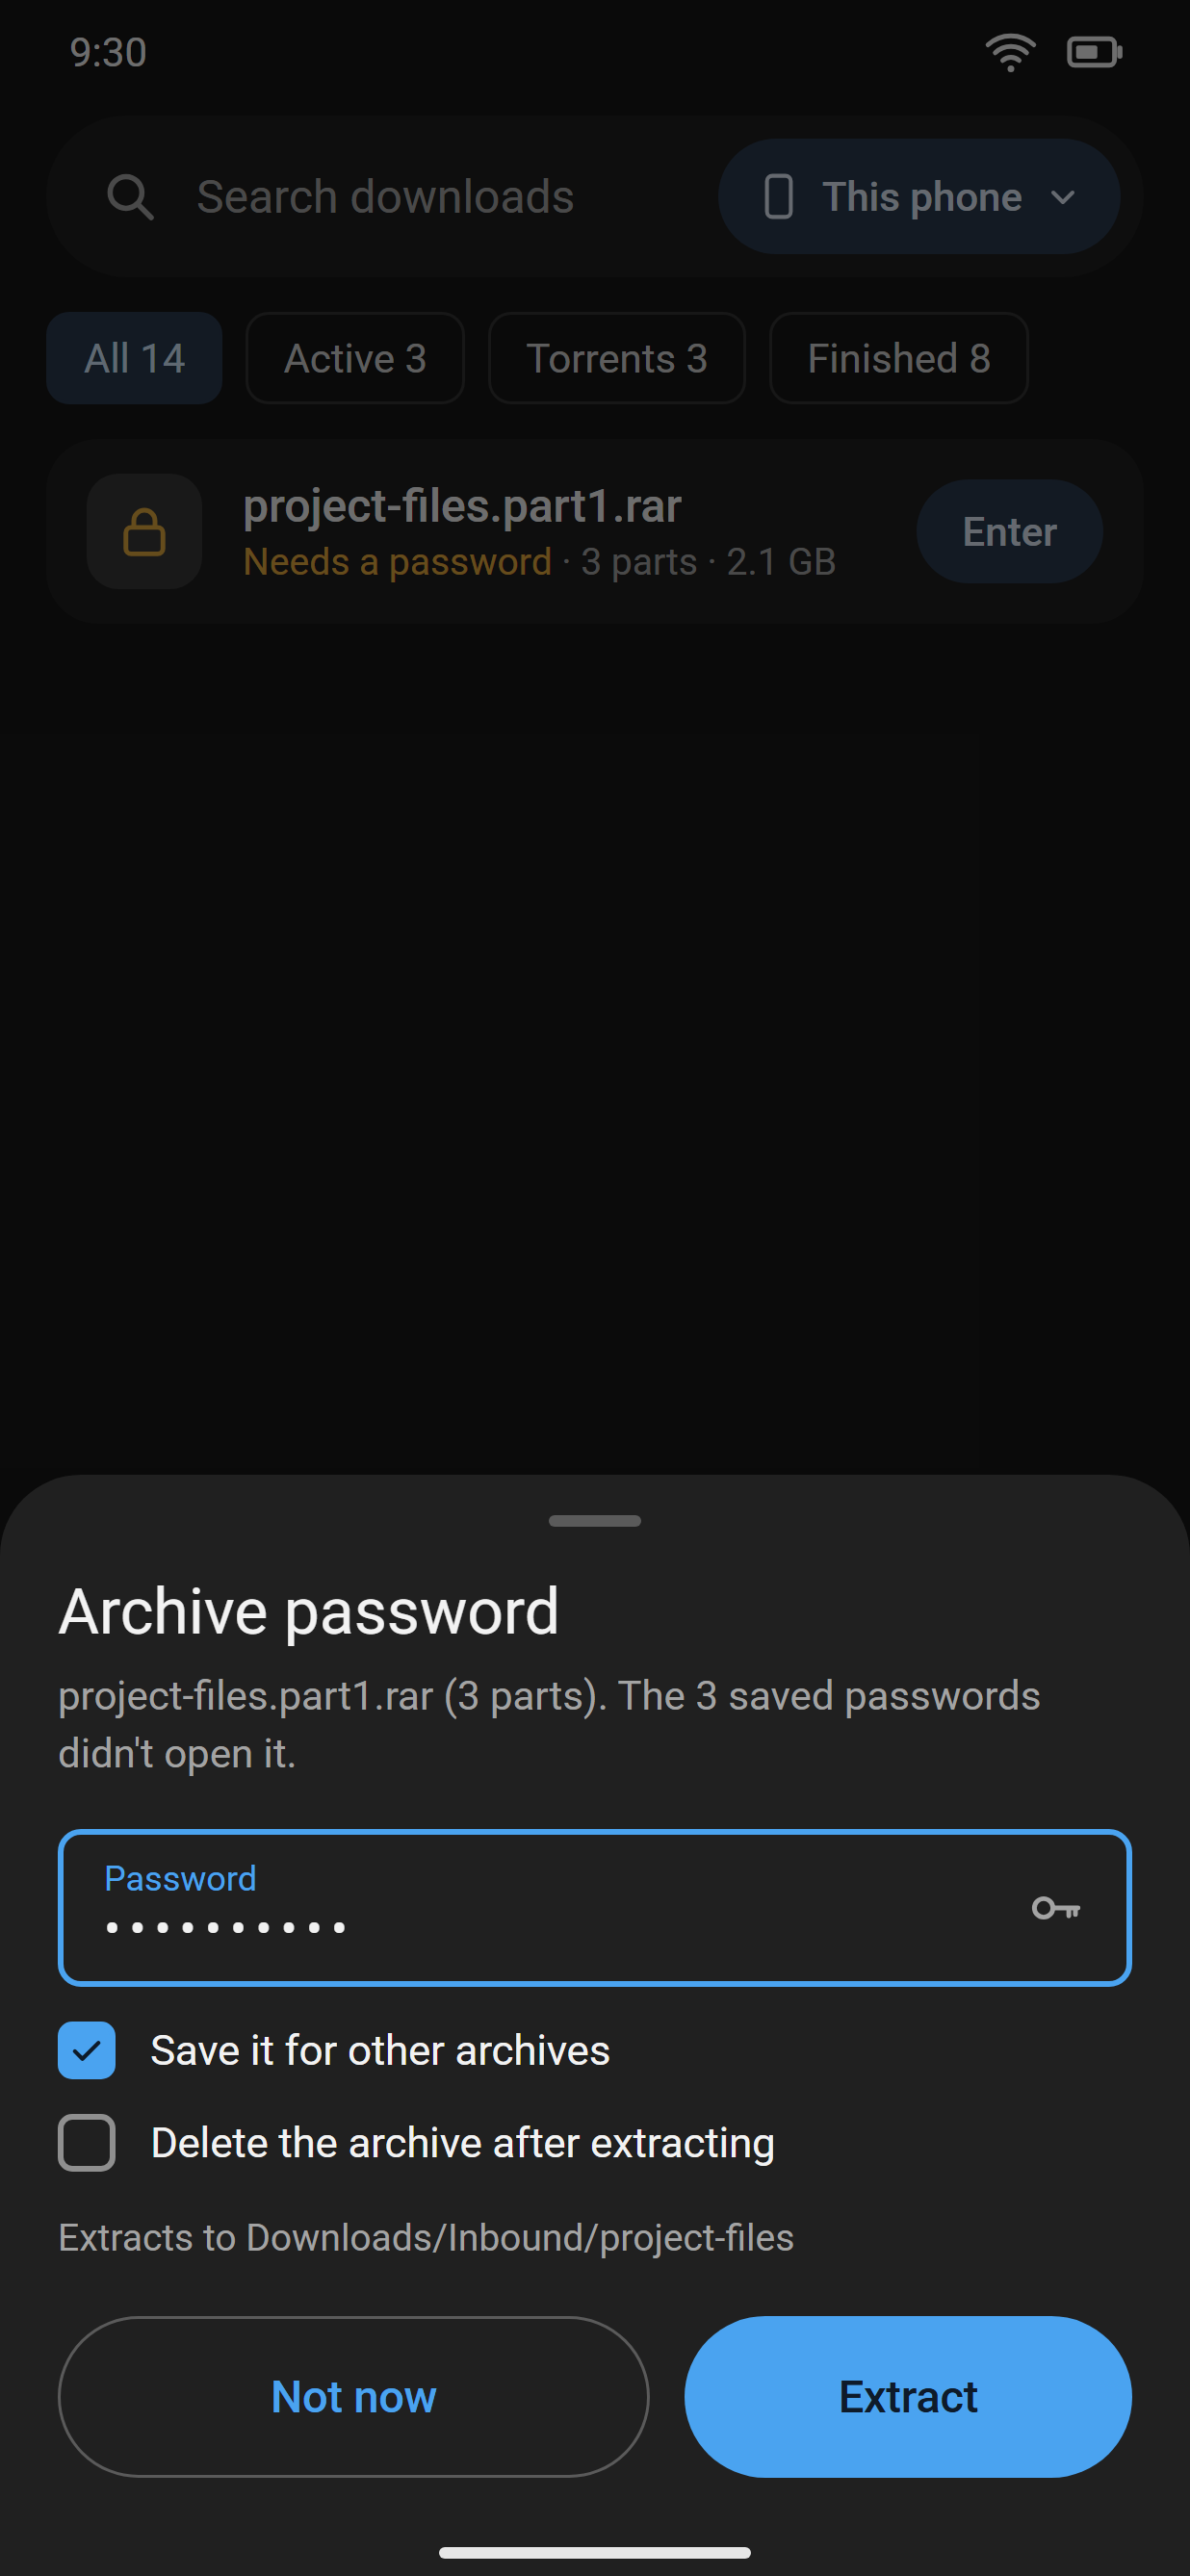 9:30
Search downloads
This phone
All 14
Active 3
Torrents 3
Finished 8
project-files.part1.rar
Needs a password · 3 parts · 2.1 GB
Enter
Archive password
project-files.part1.rar (3 parts). The 3 saved passwords
didn't open it.
Password
••••••••••
Save it for other archives
Delete the archive after extracting
Extracts to Downloads/Inbound/project-files
Not now
Extract